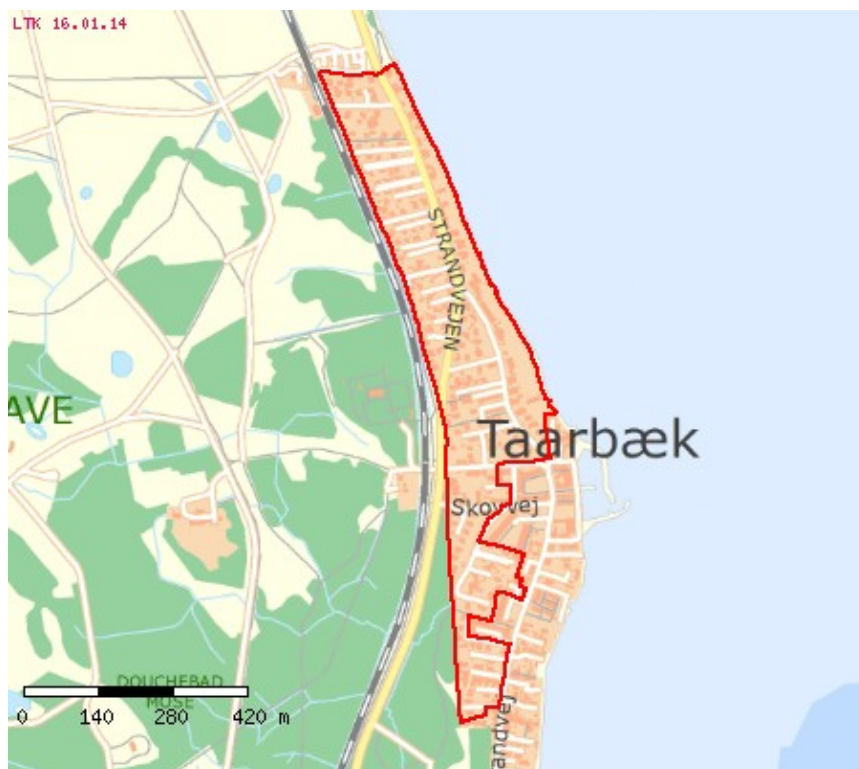 LTK 16.01.14
STRANDVEJEN
AVE
Taarbæk
Skovvej
DOUCHEBAD
MOSE
0 140 280 420 m
andvej